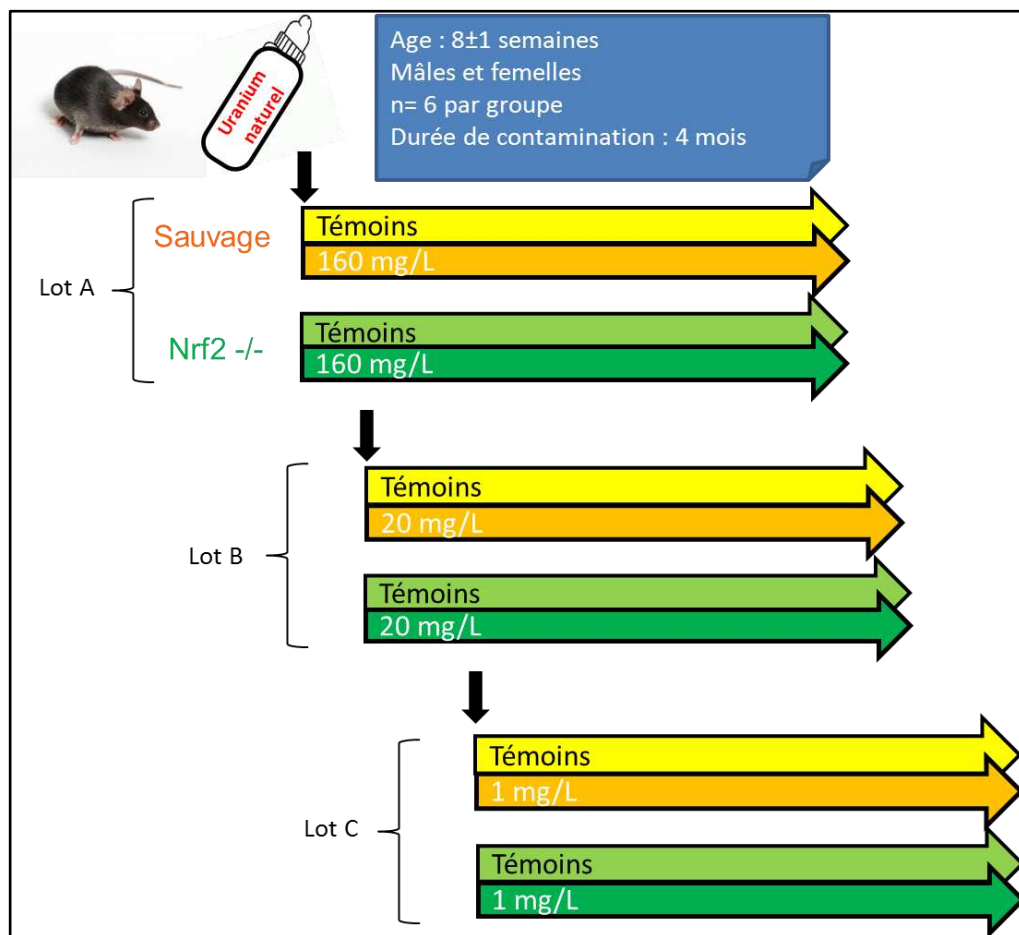 Uranium
naturel
Age : 8±1 semaines
Mâles et femelles
n= 6 par groupe
Durée de contamination : 4 mois
Lot A
Sauvage
Témoins
160 mg/L
Nrf2 -/-
Témoins
160 mg/L
Lot B
Témoins
20 mg/L
Témoins
20 mg/L
Lot C
Témoins
1 mg/L
Témoins
1 mg/L